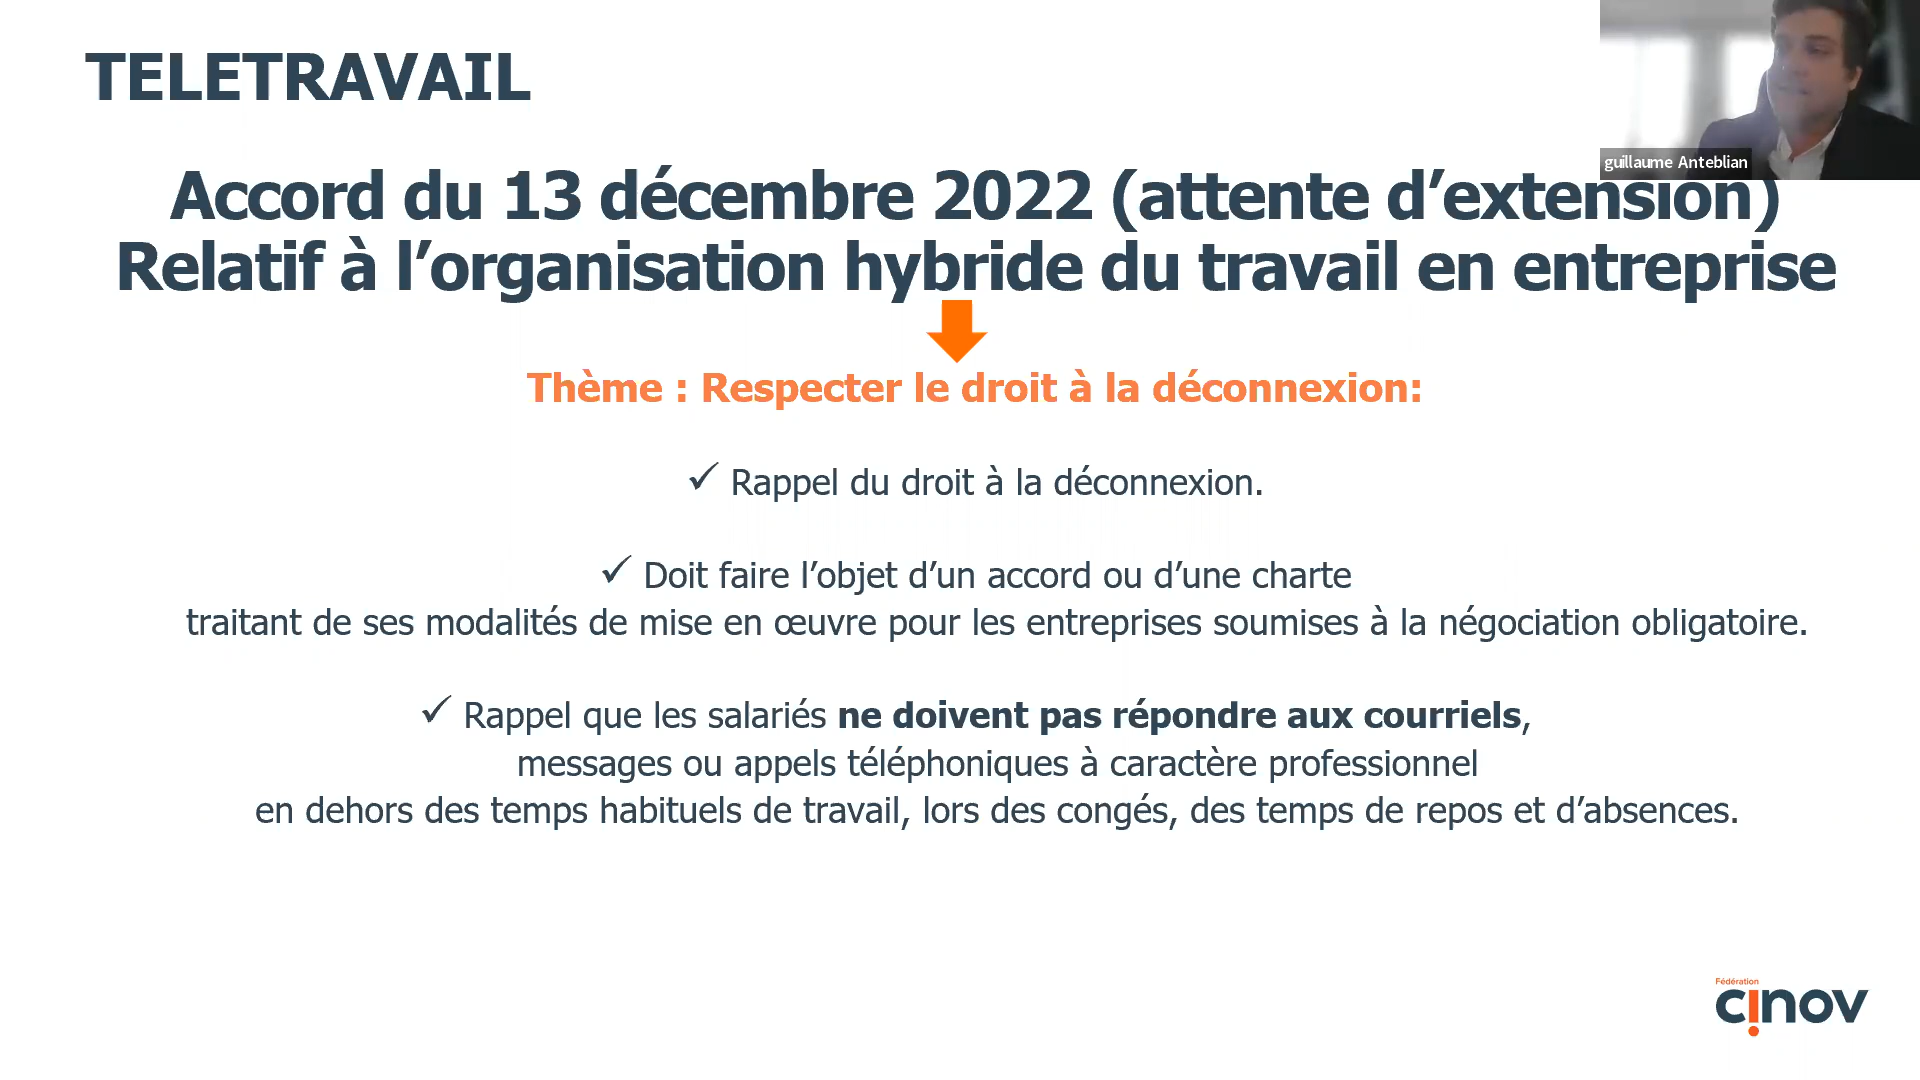 TELETRAVAIL
guillaume Anteblian
Accord du 13 décembre 2022 (attente d’extension)
Relatif à l’organisation hybride du travail en entreprise
Thème : Respecter le droit à la déconnexion:
✓ Rappel du droit à la déconnexion.
✓ Doit faire l’objet d’un accord ou d’une charte
traitant de ses modalités de mise en œuvre pour les entreprises soumises à la négociation obligatoire.
✓ Rappel que les salariés ne doivent pas répondre aux courriels,
messages ou appels téléphoniques à caractère professionnel
en dehors des temps habituels de travail, lors des congés, des temps de repos et d’absences.
Fédération
cinov